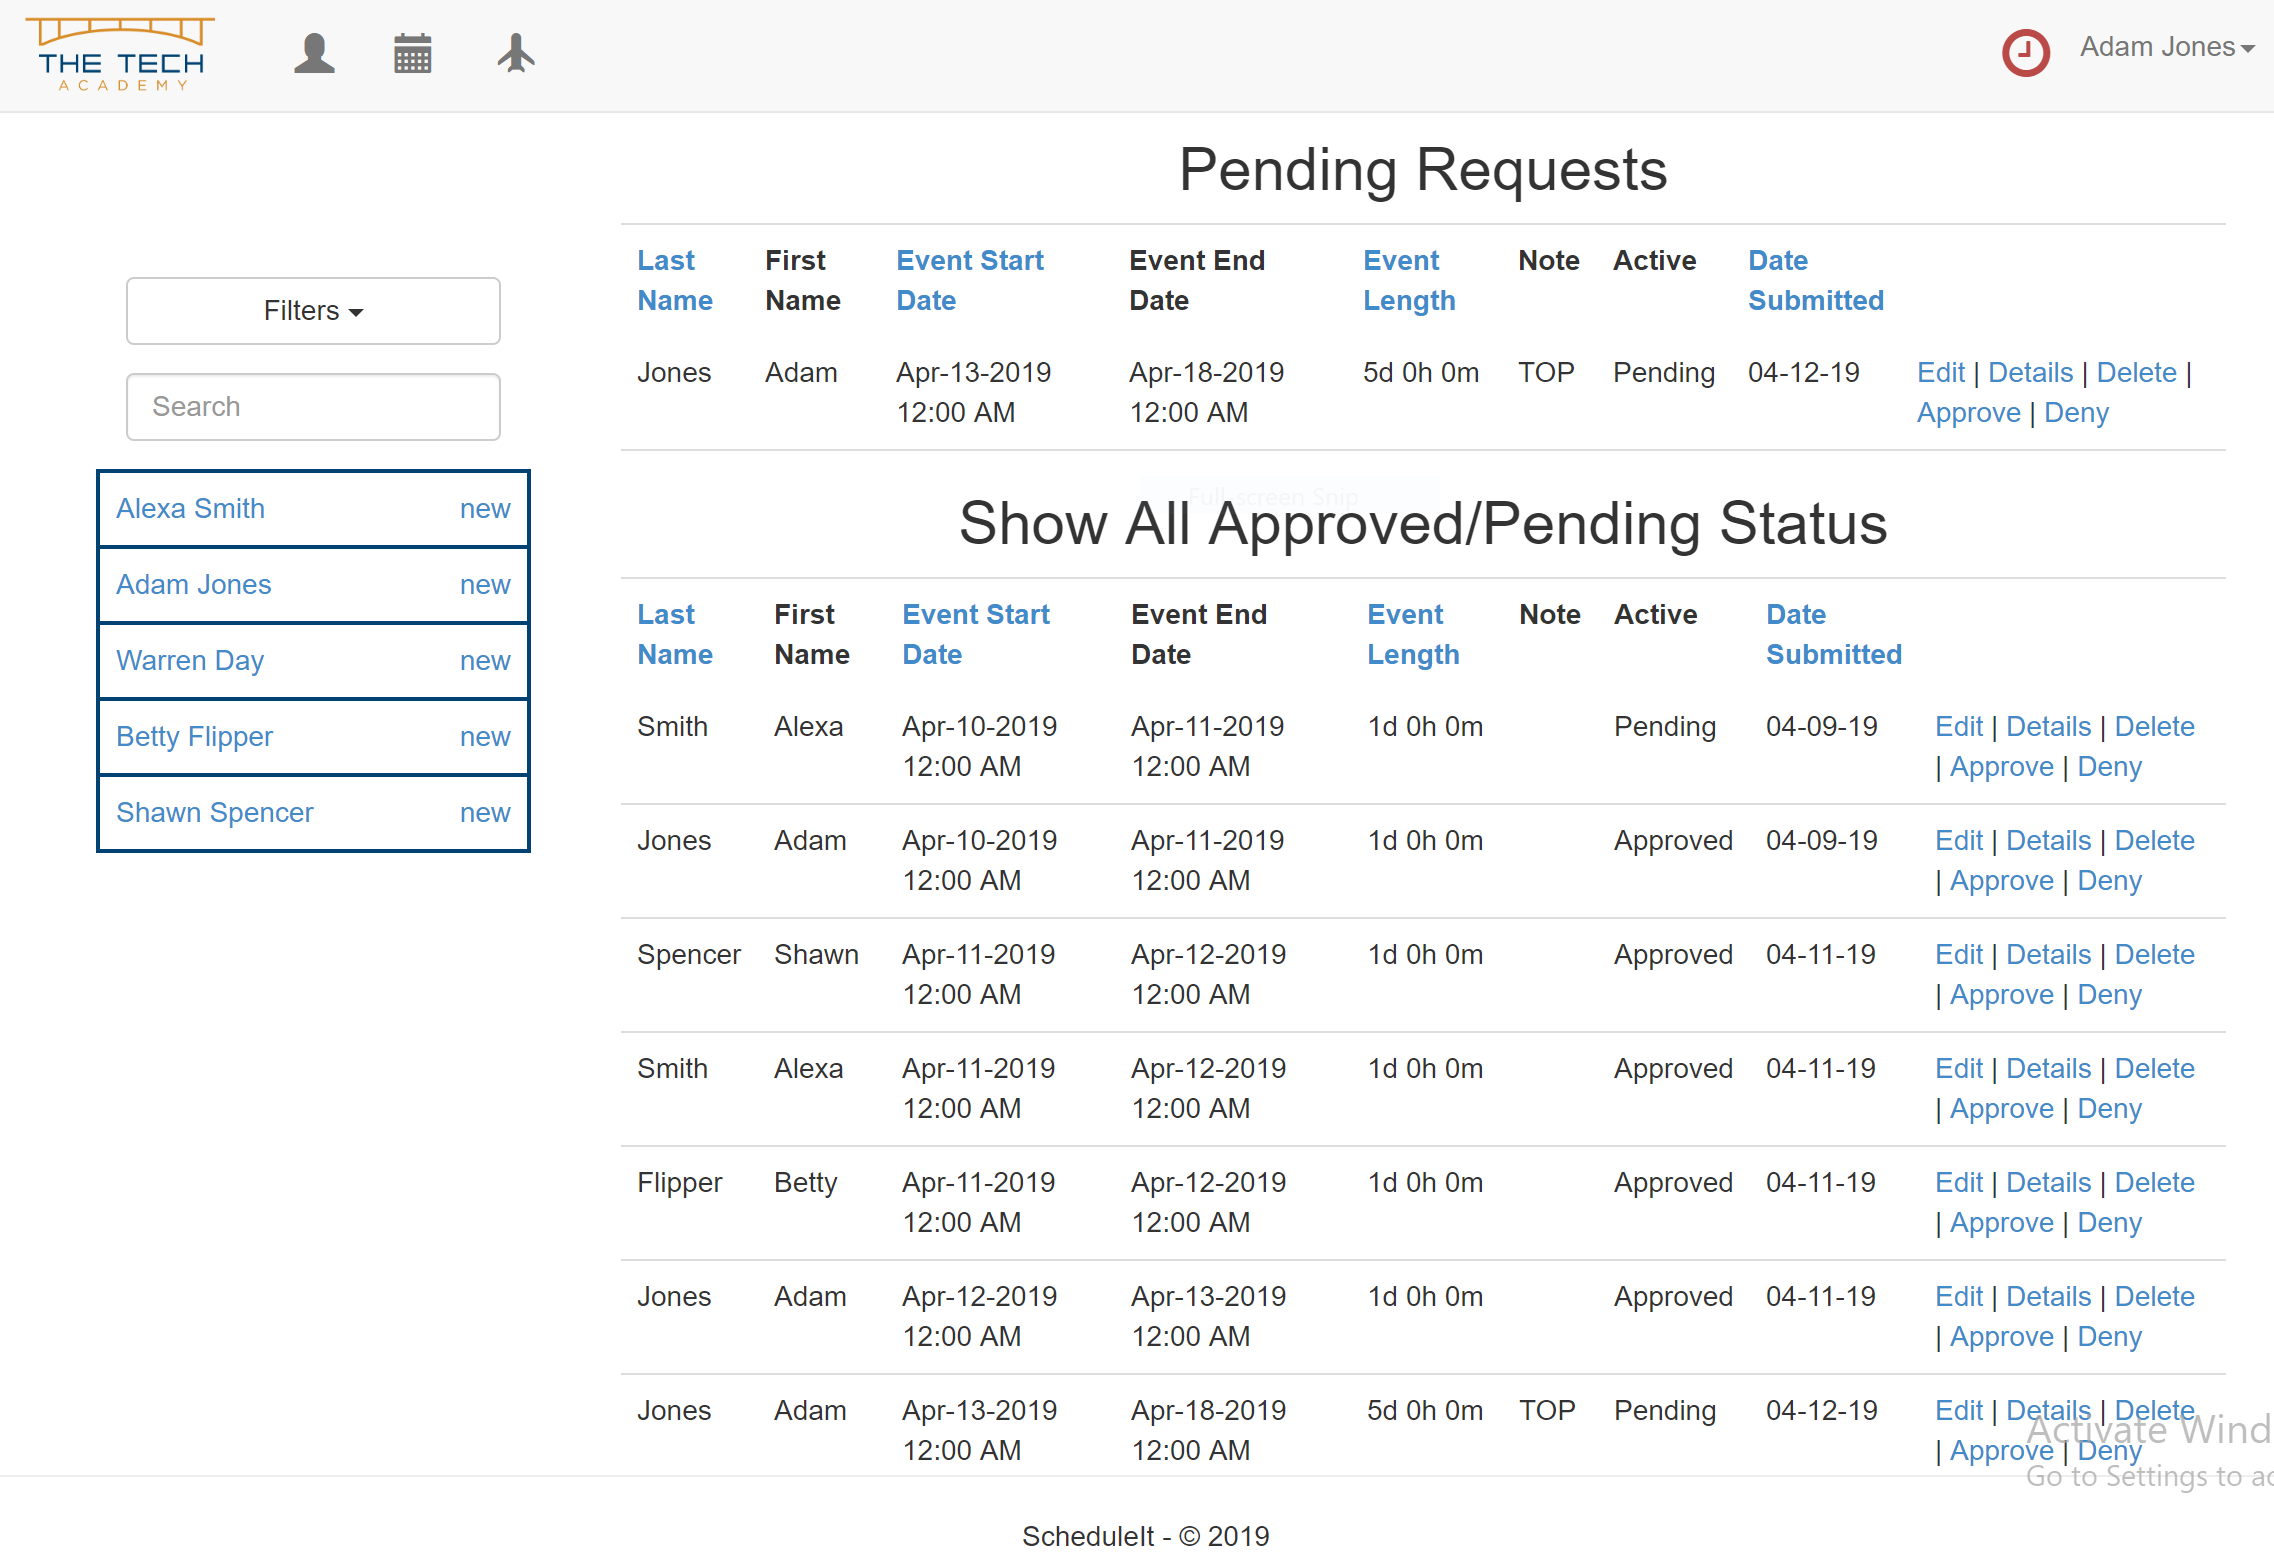 THE TECH
ACADEMY
Adam Jones
Pending Requests
Filters
Search
Alexa Smith new
Adam Jones new
Warren Day new
Betty Flipper new
Shawn Spencer new
Last Name First Name Event Start Date Event End Date Event Length Note Active Date Submitted
Jones Adam Apr-13-2019 12:00 AM Apr-18-2019 12:00 AM 5d 0h 0m TOP Pending 04-12-19 Edit | Details | Delete | Approve | Deny
Full-screen Snip
Show All Approved/Pending Status
Last Name First Name Event Start Date Event End Date Event Length Note Active Date Submitted
Smith Alexa Apr-10-2019 12:00 AM Apr-11-2019 12:00 AM 1d 0h 0m Pending 04-09-19 Edit | Details | Delete | Approve | Deny
Jones Adam Apr-10-2019 12:00 AM Apr-11-2019 12:00 AM 1d 0h 0m Approved 04-09-19 Edit | Details | Delete | Approve | Deny
Spencer Shawn Apr-11-2019 12:00 AM Apr-12-2019 12:00 AM 1d 0h 0m Approved 04-11-19 Edit | Details | Delete | Approve | Deny
Smith Alexa Apr-11-2019 12:00 AM Apr-12-2019 12:00 AM 1d 0h 0m Approved 04-11-19 Edit | Details | Delete | Approve | Deny
Flipper Betty Apr-11-2019 12:00 AM Apr-12-2019 12:00 AM 1d 0h 0m Approved 04-11-19 Edit | Details | Delete | Approve | Deny
Jones Adam Apr-12-2019 12:00 AM Apr-13-2019 12:00 AM 1d 0h 0m Approved 04-11-19 Edit | Details | Delete | Approve | Deny
Jones Adam Apr-13-2019 12:00 AM Apr-18-2019 12:00 AM 5d 0h 0m TOP Pending 04-12-19 Edit | Details | Delete | Approve | Deny
Activate Wind
Go to Settings to ac
ScheduleIt - © 2019